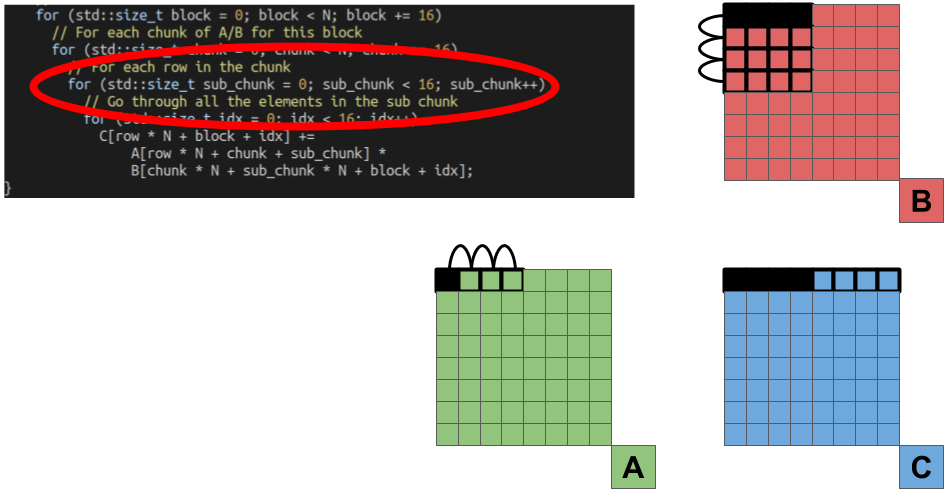 for (std::size_t block = 0; block < N; block += 16)
// For each chunk of A/B for this block
for (std::size_t chunk = 0; chunk < N; chunk += 16)
// For each row in the chunk
for (std::size_t sub_chunk = 0; sub_chunk < 16; sub_chunk++)
// Go through all the elements in the sub chunk
for (std::size_t idx = 0; idx < 16; idx++)
C[row * N + block + idx] +=
A[row * N + chunk + sub_chunk] *
B[chunk * N + sub_chunk * N + block + idx];
}
B
A
C